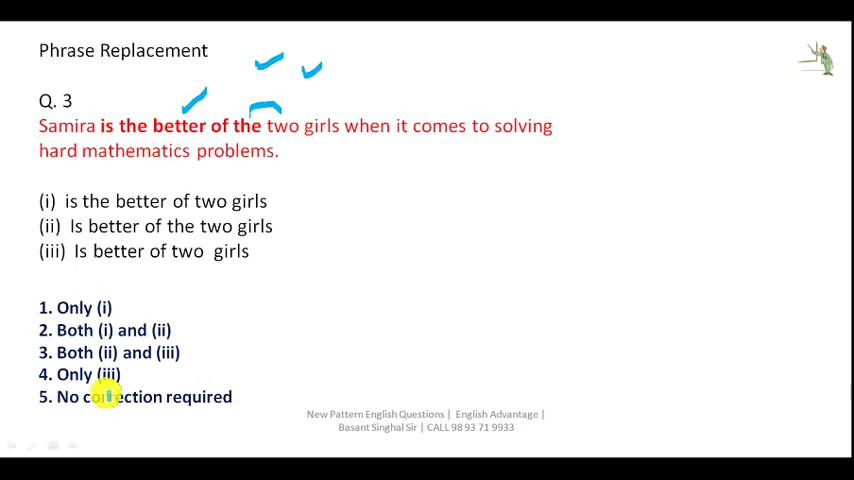 Phrase Replacement
Q. 3
Samira is the better of the two girls when it comes to solving
hard mathematics problems.
(i) is the better of two girls
(ii) Is better of the two girls
(iii) Is better of two girls
1. Only (i)
2. Both (i) and (ii)
3. Both (ii) and (iii)
4. Only (iii)
5. No correction required
New Pattern English Questions | English Advantage |
Basant Singhal Sir | CALL 98 93 71 9933